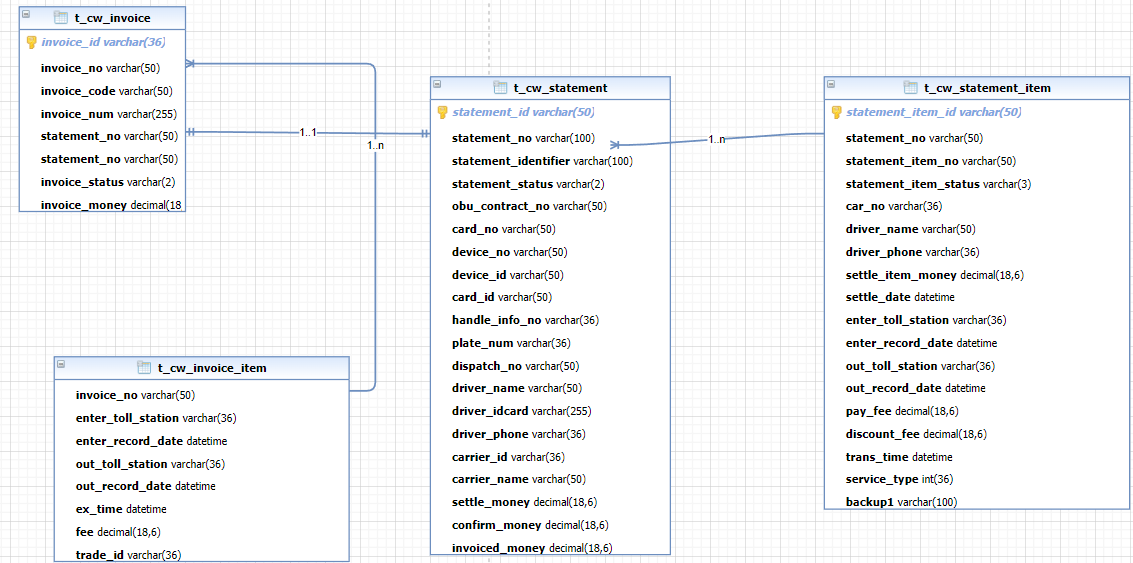 t_cw_invoice
invoice_id varchar(36)
invoice_no varchar(50)
invoice_code varchar(50)
invoice_num varchar(255)
statement_no varchar(50)
statement_no varchar(50)
invoice_status varchar(2)
invoice_money decimal(18
1..1
1..n
t_cw_statement
statement_id varchar(50)
statement_no varchar(100)
statement_identifier varchar(100)
statement_status varchar(2)
obu_contract_no varchar(50)
card_no varchar(50)
device_no varchar(50)
device_id varchar(50)
card_id varchar(50)
handle_info_no varchar(36)
plate_num varchar(36)
dispatch_no varchar(50)
driver_name varchar(50)
driver_idcard varchar(255)
driver_phone varchar(36)
carrier_id varchar(36)
carrier_name varchar(50)
settle_money decimal(18,6)
confirm_money decimal(18,6)
invoiced_money decimal(18,6)
1..n
t_cw_statement_item
statement_item_id varchar(50)
statement_no varchar(50)
statement_item_no varchar(50)
statement_item_status varchar(3)
car_no varchar(36)
driver_name varchar(50)
driver_phone varchar(36)
settle_item_money decimal(18,6)
settle_date datetime
enter_toll_station varchar(36)
enter_record_date datetime
out_toll_station varchar(36)
out_record_date datetime
pay_fee decimal(18,6)
discount_fee decimal(18,6)
trans_time datetime
service_type int(36)
backup1 varchar(100)
t_cw_invoice_item
invoice_no varchar(50)
enter_toll_station varchar(36)
enter_record_date datetime
out_toll_station varchar(36)
out_record_date datetime
ex_time datetime
fee decimal(18,6)
trade_id varchar(36)